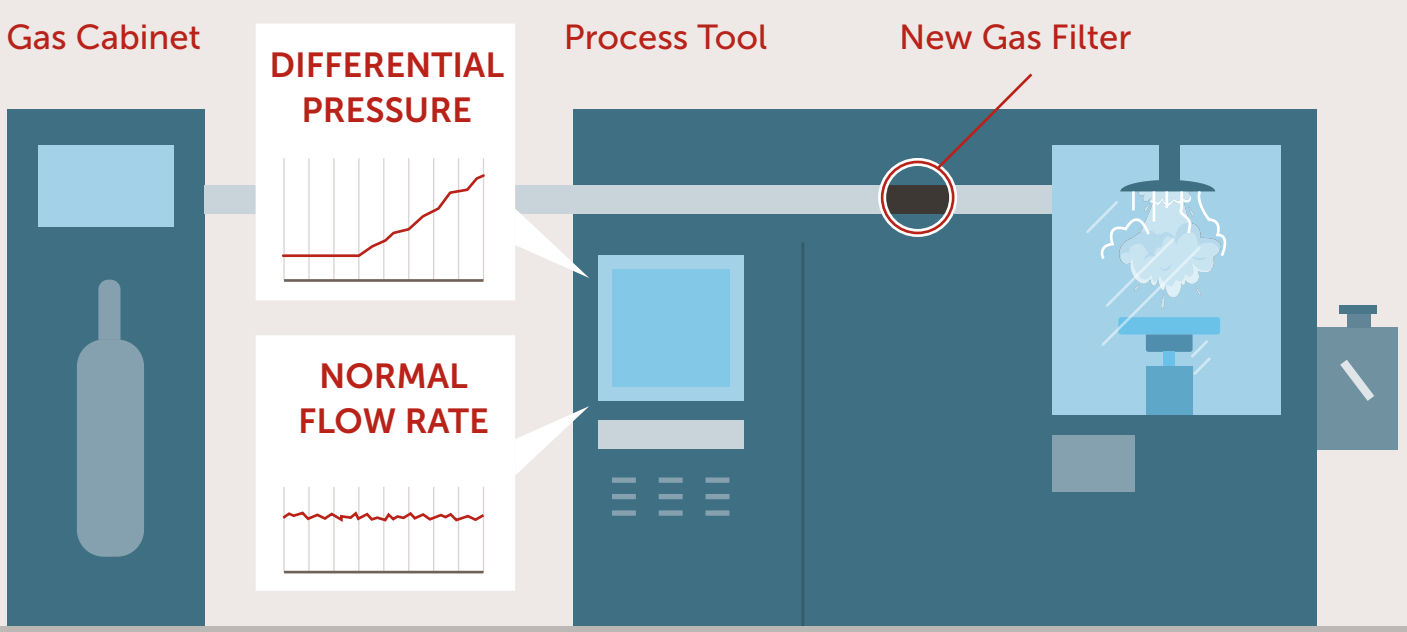 Gas Cabinet
DIFFERENTIAL
PRESSURE
Process Tool
New Gas Filter
NORMAL
FLOW RATE